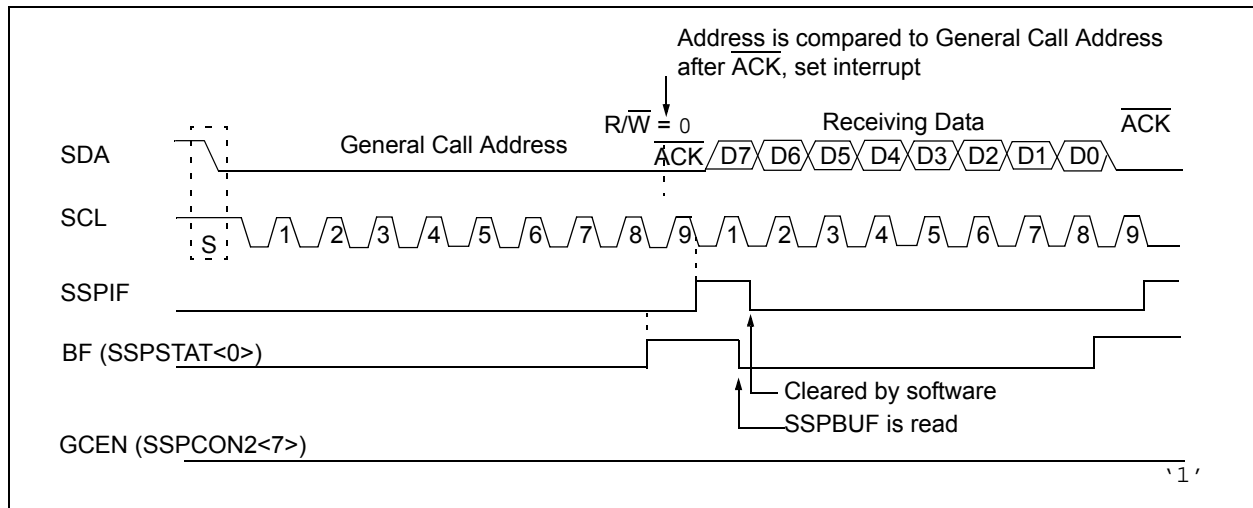 Address is compared to General Call Address
after ACK, set interrupt
R/W = 0
Receiving Data
ACK
SDA
General Call Address
ACK
D7 D6 D5 D4 D3 D2 D1 D0
SCL
S
1 2 3 4 5 6 7 8 9 1 2 3 4 5 6 7 8 9
SSPIF
BF (SSPSTAT<0>)
Cleared by software
SSPBUF is read
GCEN (SSPCON2<7>)
‘1’